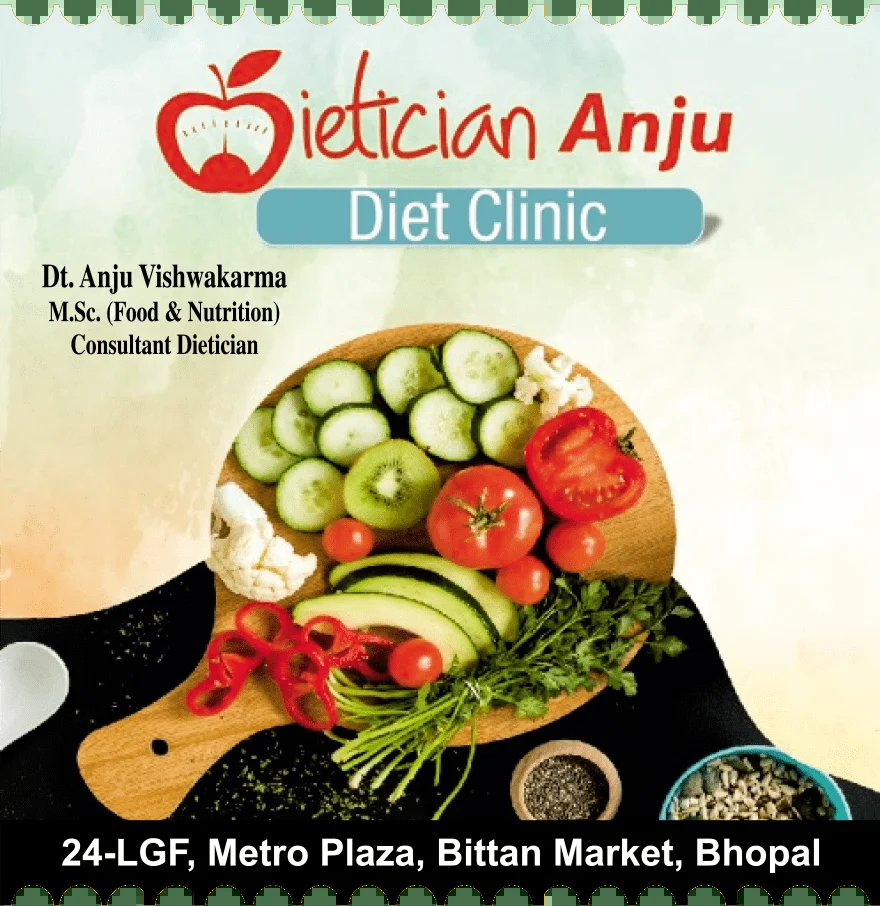 Dietician Anju
Diet Clinic
Dt. Anju Vishwakarma
M.Sc. (Food & Nutrition)
Consultant Dietician
24-LGF, Metro Plaza, Bittan Market, Bhopal